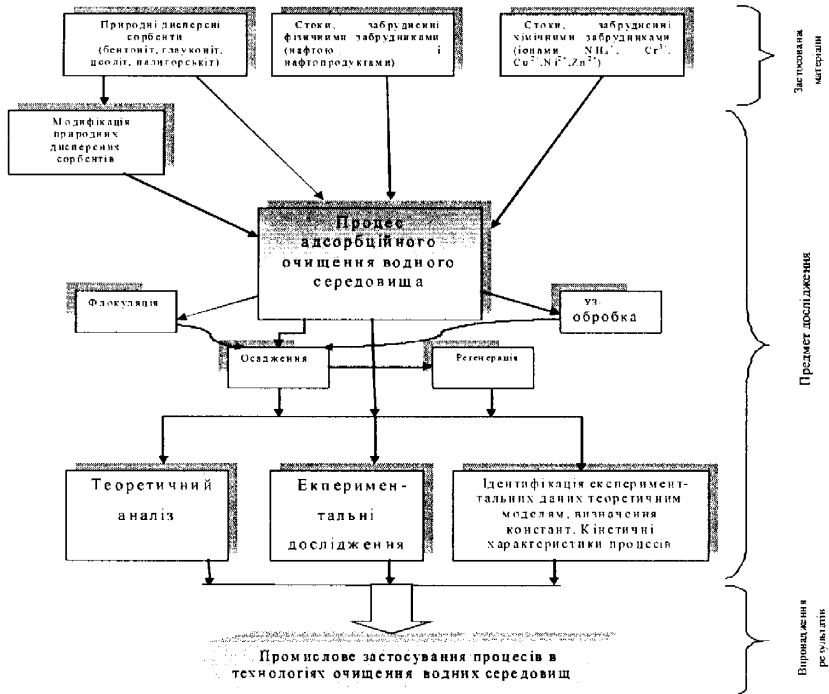 Природні дисперсні
сорбенти
(бентоніт, глауконіт,
цеоліт, палигорськіт)
Стоки, забруднені
фізичними забрудниками
(нафтою і
нафтопродуктами)
Стоки, забруднені
хімічними забрудниками
(іонами NH₄⁺, Cr³⁺,
Cu²⁺,Ni²⁺,Zn²⁺)
Застосовані
матеріали
Модифікація
природних
дисперсних
сорбентів
Процес
адсорбційного
очищення водного
середовища
Флокуляція
УЗ-
обробка
Осадження
Регенерація
Предмет дослідження
Теоретичний
аналіз
Експеримен-
тальні
дослідження
Ідентифікація експеримен-
тальних даних теоретичним
моделям, визначення
констант. Кінетичні
характеристики процесів
Промислове застосування процесів в
технологіях очищення водних середовищ
Впровадження
результатів